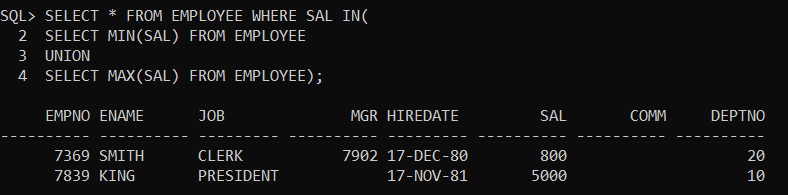 SQL> SELECT * FROM EMPLOYEE WHERE SAL IN(
  2  SELECT MIN(SAL) FROM EMPLOYEE
  3  UNION
  4  SELECT MAX(SAL) FROM EMPLOYEE);

     EMPNO ENAME      JOB              MGR HIREDATE         SAL       COMM     DEPTNO
---------- ---------- --------- ---------- --------- ---------- ---------- ----------
      7369 SMITH      CLERK           7902 17-DEC-80        800                    20
      7839 KING       PRESIDENT            17-NOV-81       5000                    10